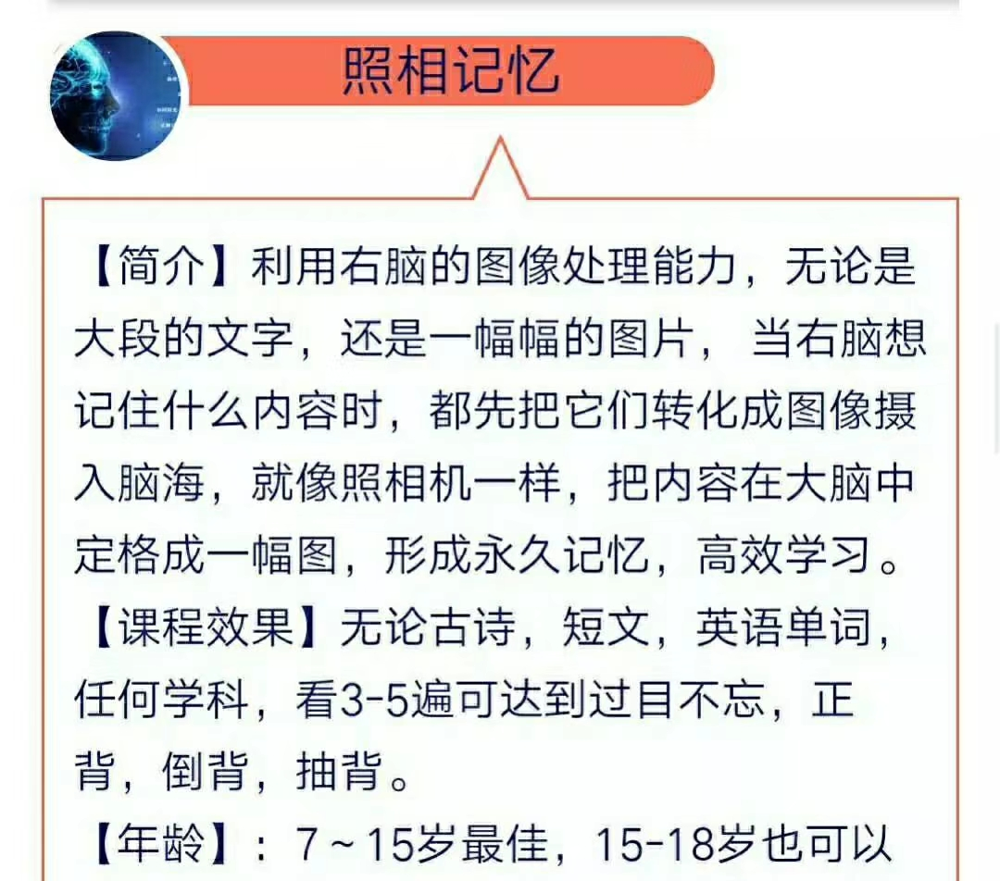 照相记忆
【简介】利用右脑的图像处理能力，无论是
大段的文字，还是一幅幅的图片，当右脑想
记住什么内容时，都先把它们转化成图像摄
入脑海，就像照相机一样，把内容在大脑中
定格成一幅图，形成永久记忆，高效学习。
【课程效果】无论古诗，短文，英语单词，
任何学科，看3-5遍可达到过目不忘，正
背，倒背，抽背。
【年龄】：7~15岁最佳，15-18岁也可以